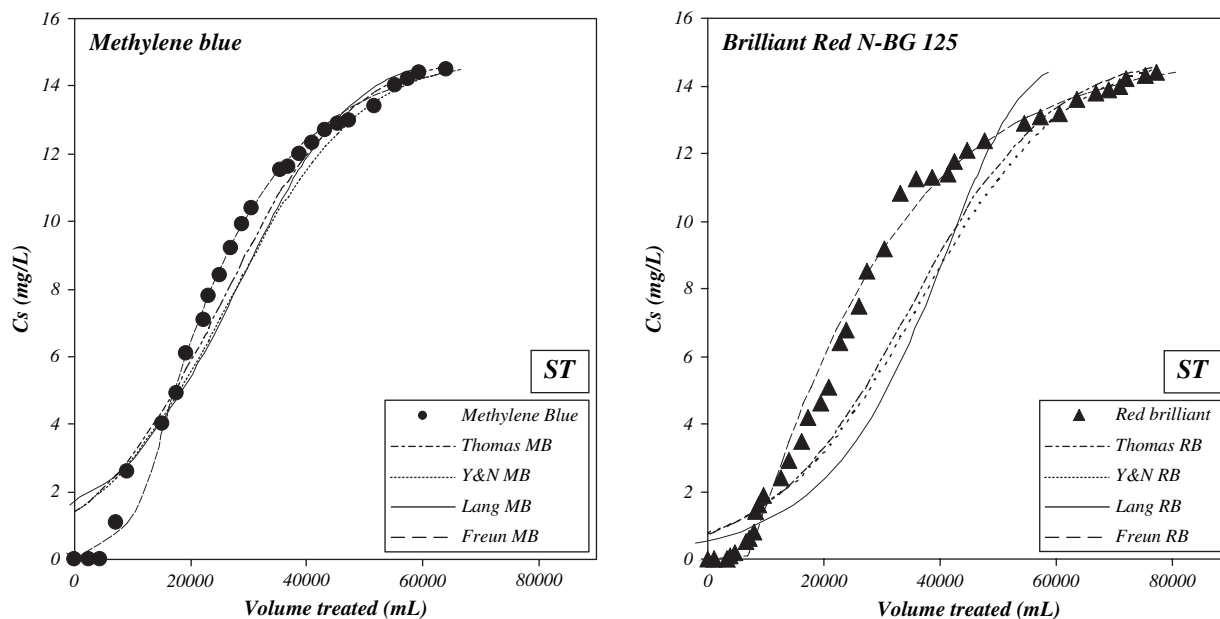 Methylene blue
16
14
12
10
8
6
4
2
0
Cs (mg/L)
ST
Methylene Blue
Thomas MB
Y&N MB
Lang MB
Freun MB
0 20000 40000 60000 80000
Volume treated (mL)
Brilliant Red N-BG 125
16
14
12
10
8
6
4
2
0
Cs (mg/L)
ST
Red brilliant
Thomas RB
Y&N RB
Lang RB
Freun RB
0 20000 40000 60000 80000
Volume treated (mL)